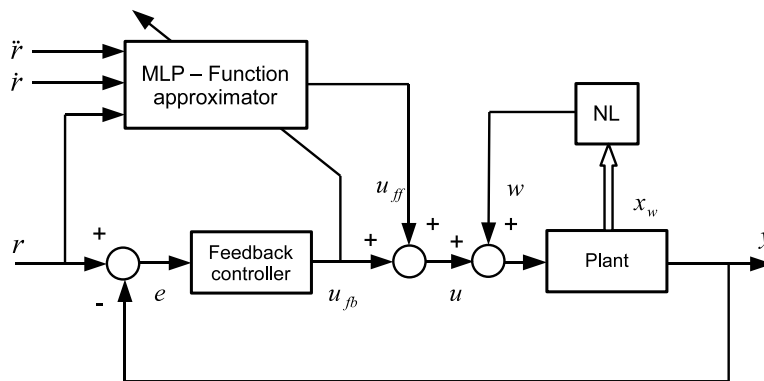 r̈
ṙ
MLP – Function
approximator
NL
u_ff
w
x_w
r
+
-
e
Feedback
controller
u_fb
+
+
u
+
+
Plant
y